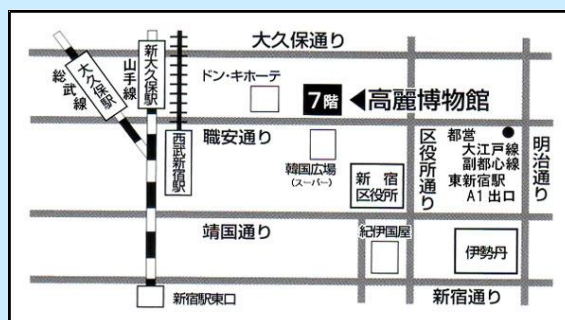 大久保通り
大久保駅
総武線
新大久保駅
山手線
西武新宿駅
ドン・キホーテ
7階
◀高麗博物館
職安通り
韓国広場
(スーパー)
新宿
区役所
区役所通り
都営
大江戸線
副都心線
東新宿駅
A1出口
明治通り
靖国通り
紀伊国屋
伊勢丹
新宿駅東口
新宿通り